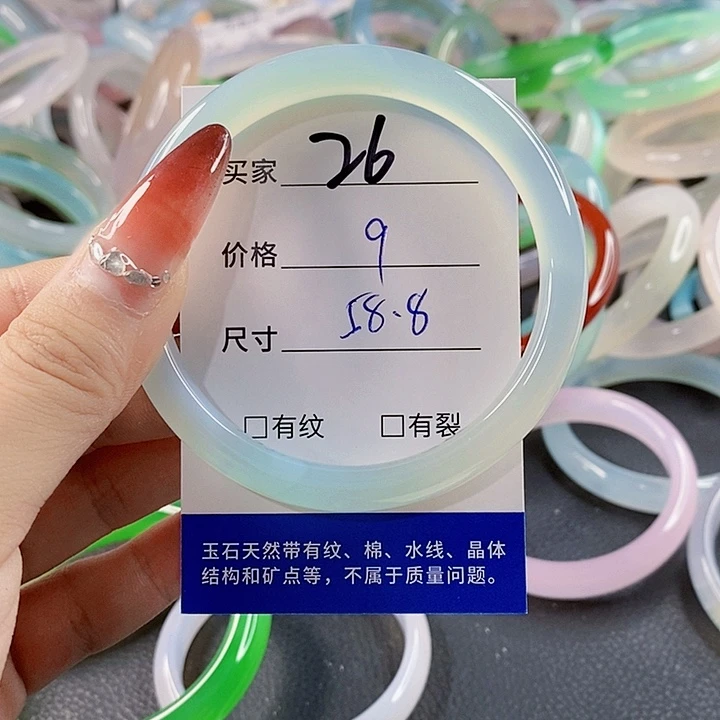 买家 26
价格 9
尺寸 58.8
□有纹 □有裂
玉石天然带有纹、棉、水线、晶体
结构和矿点等，不属于质量问题。